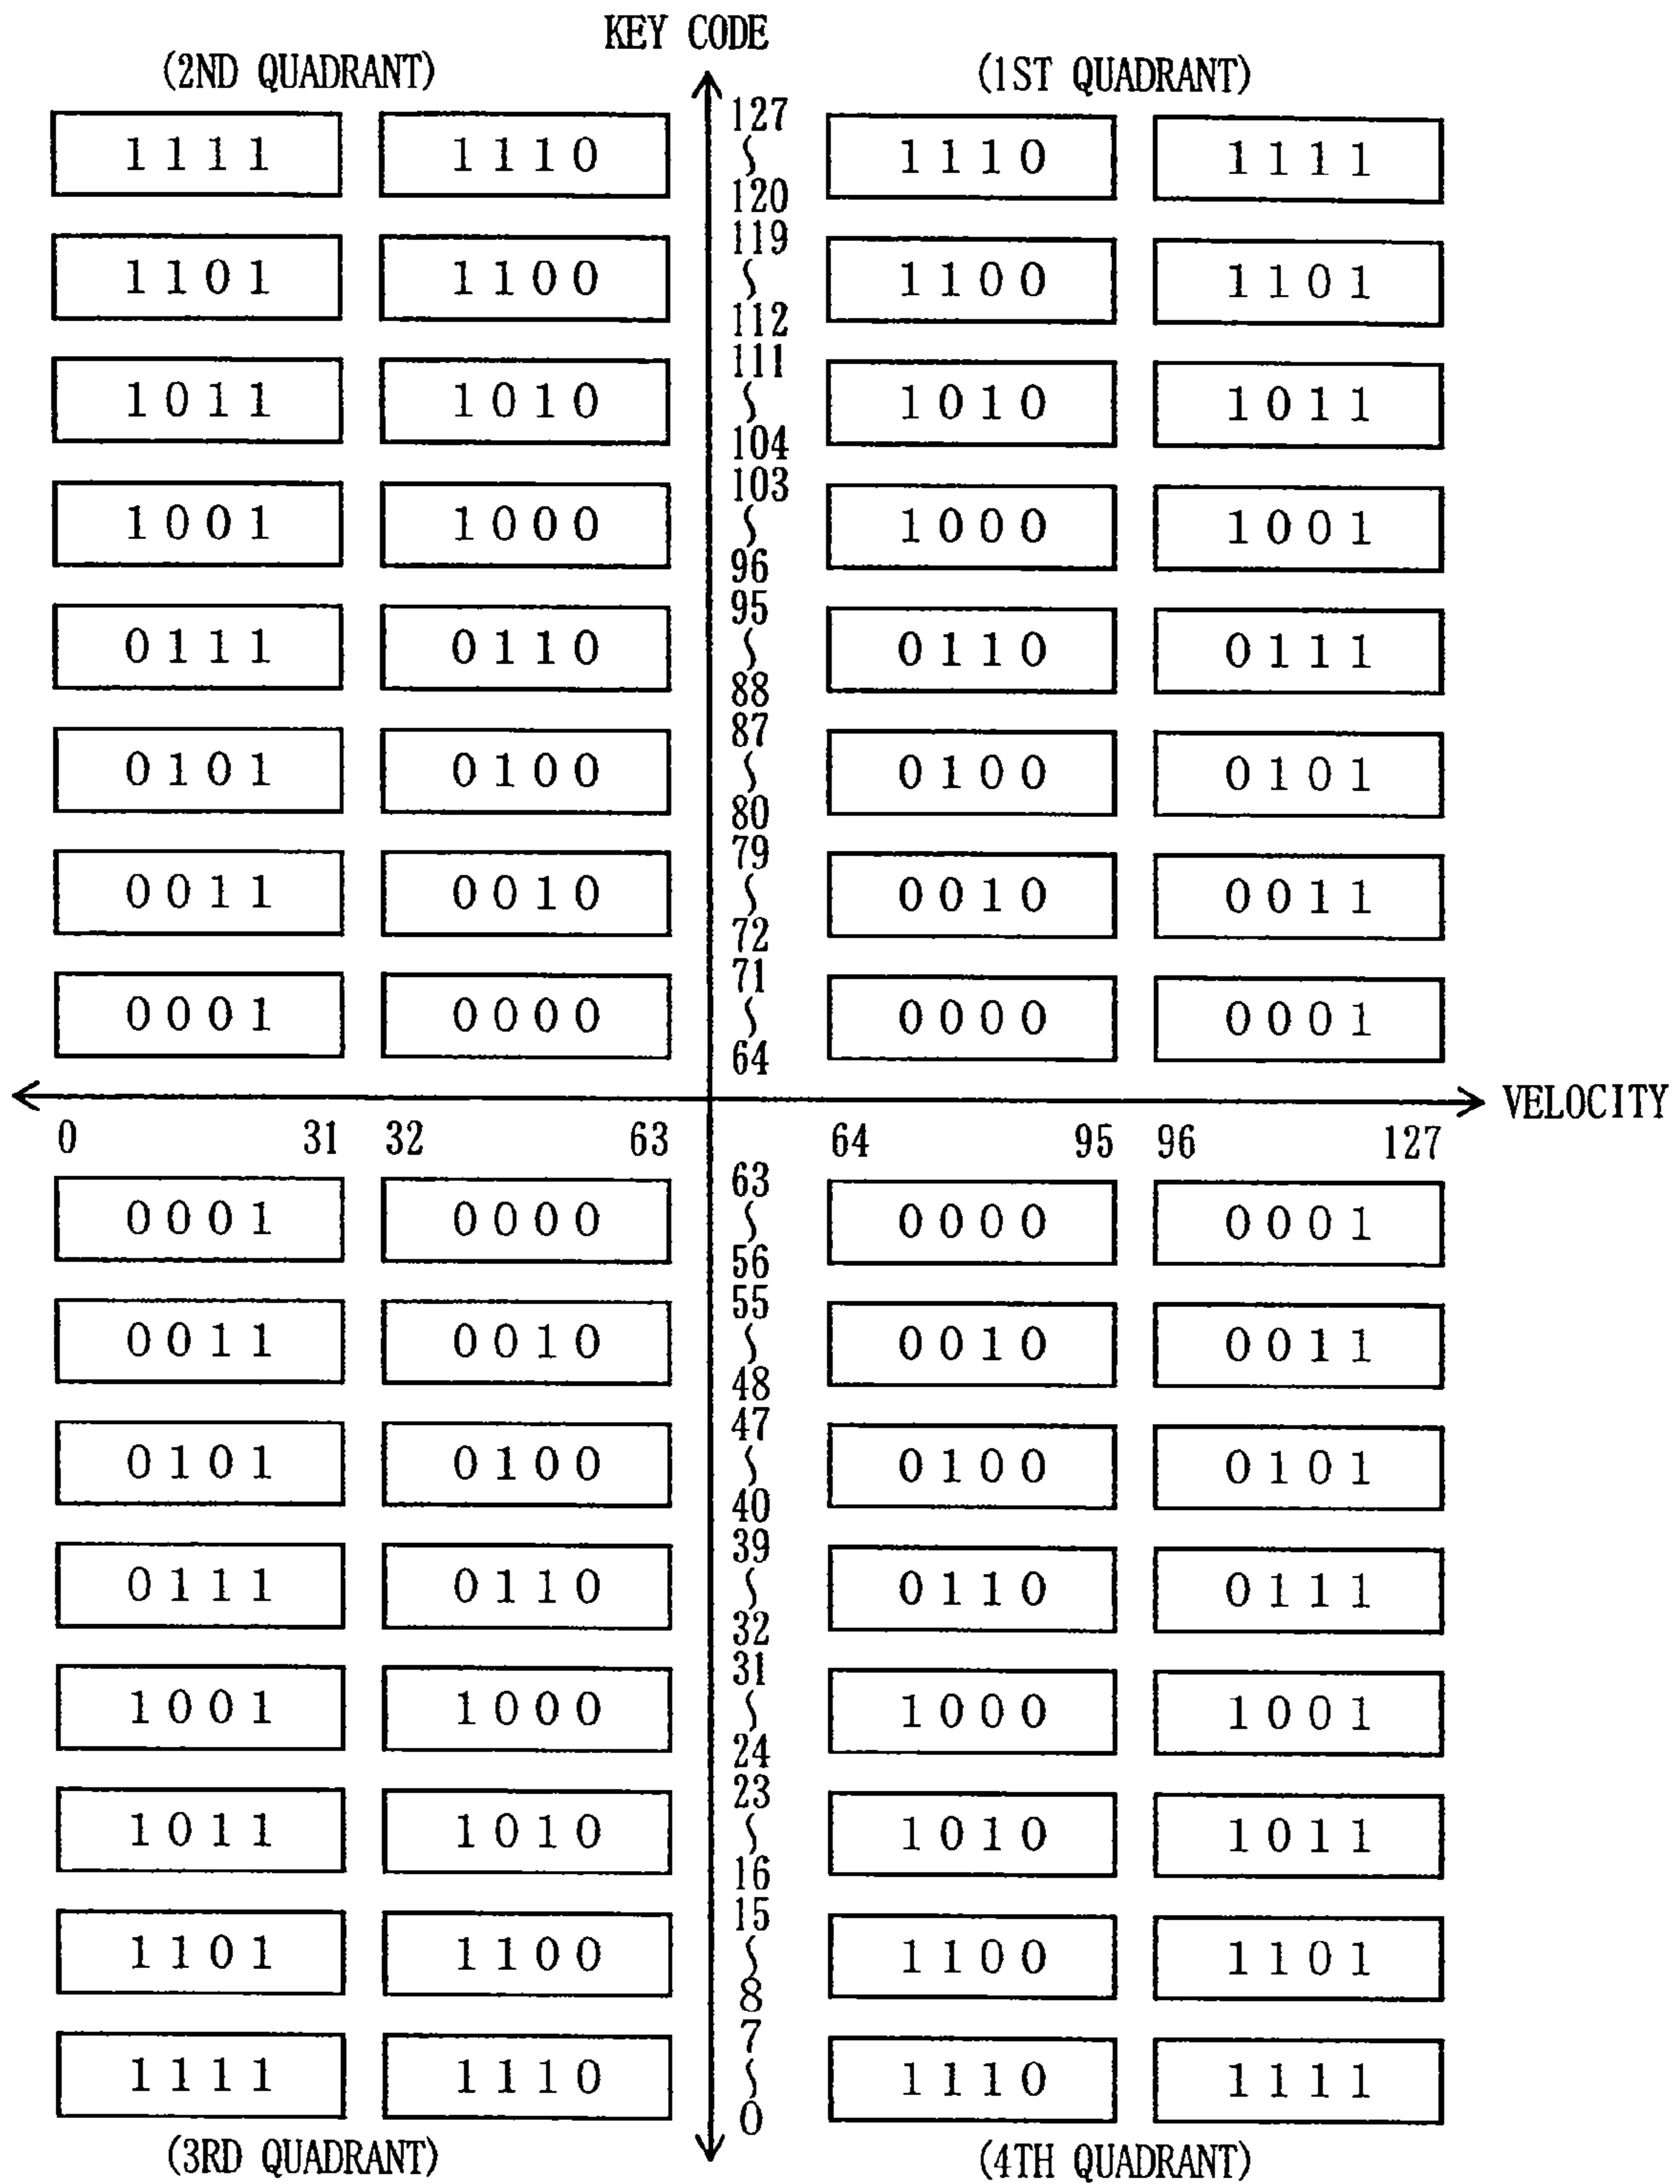 KEY CODE
(2ND QUADRANT) (1ST QUADRANT)
127
1111 1110 1110 1111
120
119
1101 1100 1100 1101
112
111
1011 1010 1010 1011
104
103
1001 1000 1000 1001
96
95
0111 0110 0110 0111
88
87
0101 0100 0100 0101
80
79
0011 0010 0010 0011
72
71
0001 0000 0000 0001
64
VELOCITY
0 31 32 63 64 95 96 127
63
0001 0000 0000 0001
56
55
0011 0010 0010 0011
48
47
0101 0100 0100 0101
40
39
0111 0110 0110 0111
32
31
1001 1000 1000 1001
24
23
1011 1010 1010 1011
16
15
1101 1100 1100 1101
8
7
1111 1110 1110 1111
0
(3RD QUADRANT) (4TH QUADRANT)